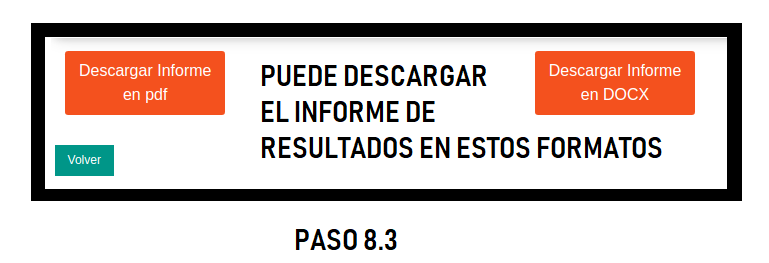 Descargar Informe
en pdf
PUEDE DESCARGAR
EL INFORME DE
RESULTADOS EN ESTOS FORMATOS
Descargar Informe
en DOCX
Volver
PASO 8.3